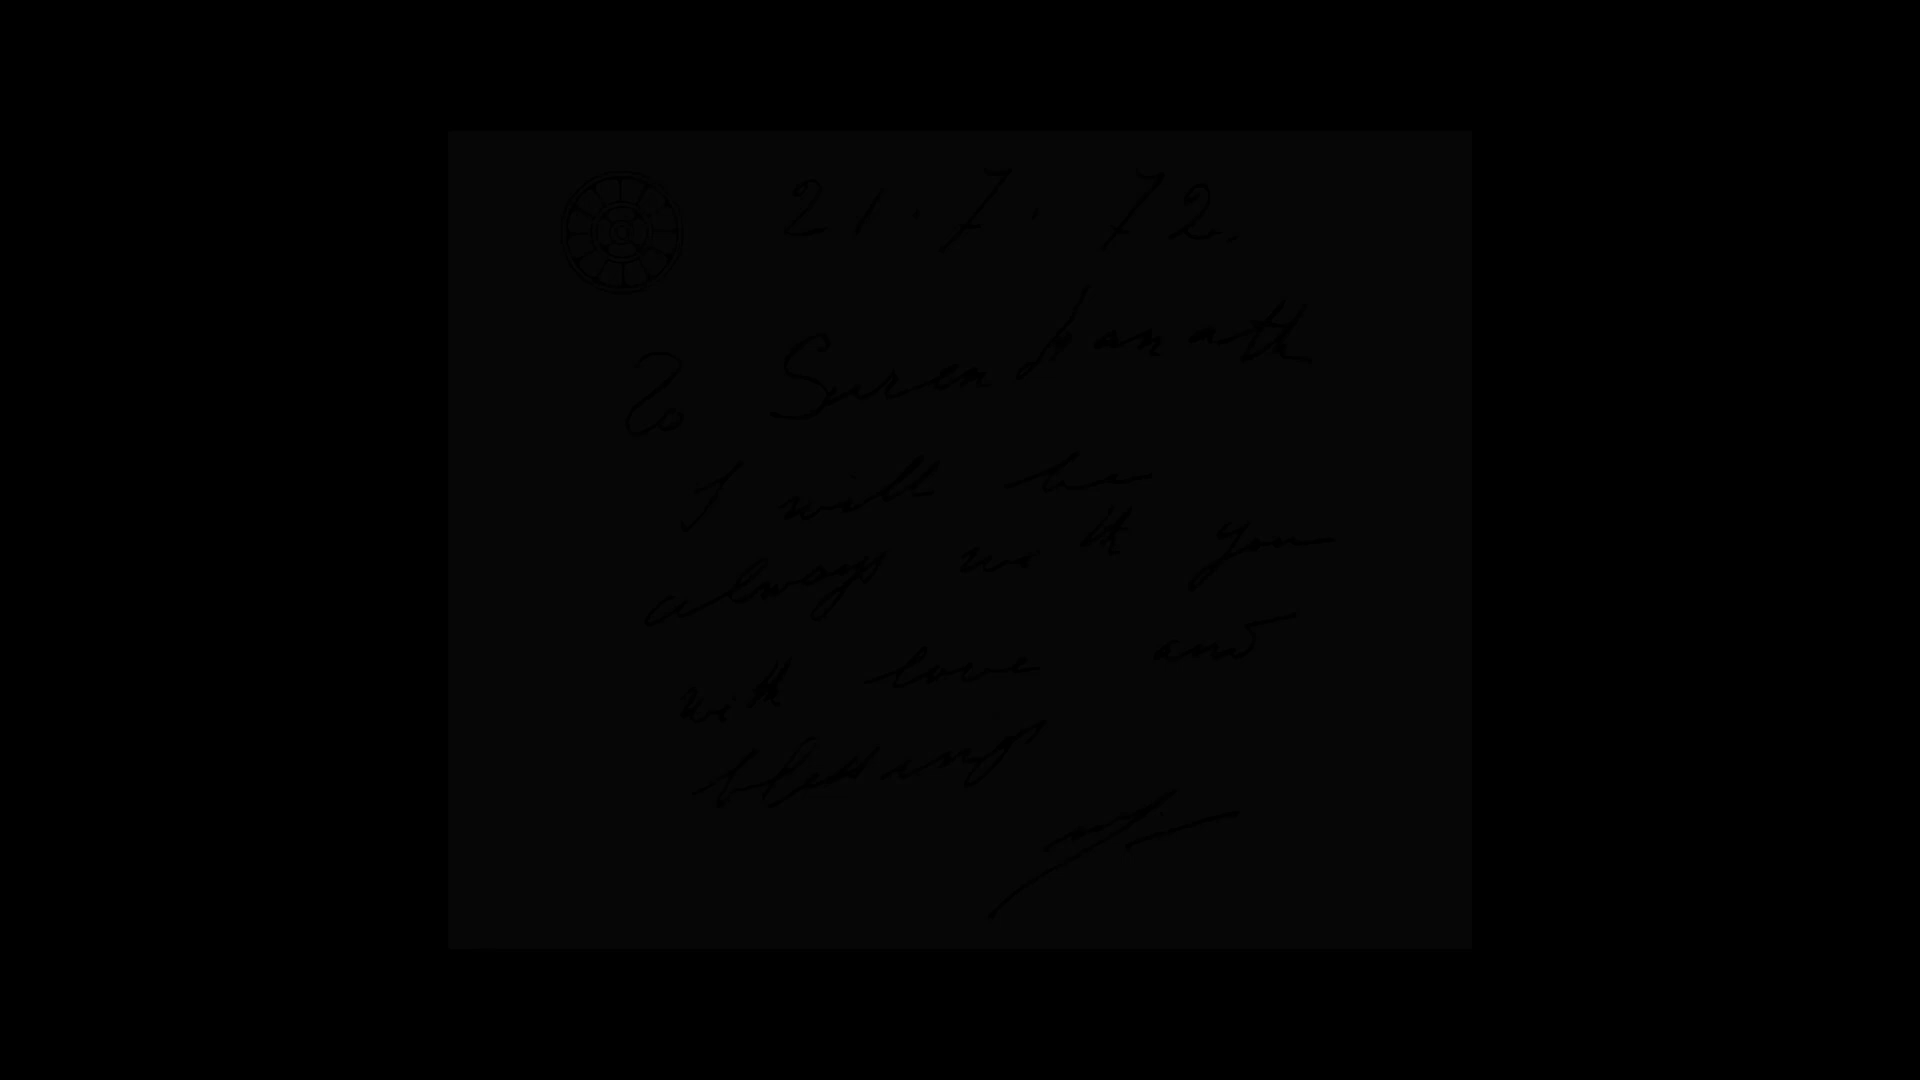 21.7.72.
To Surendranath
I will be
always with you
with love and
blessings